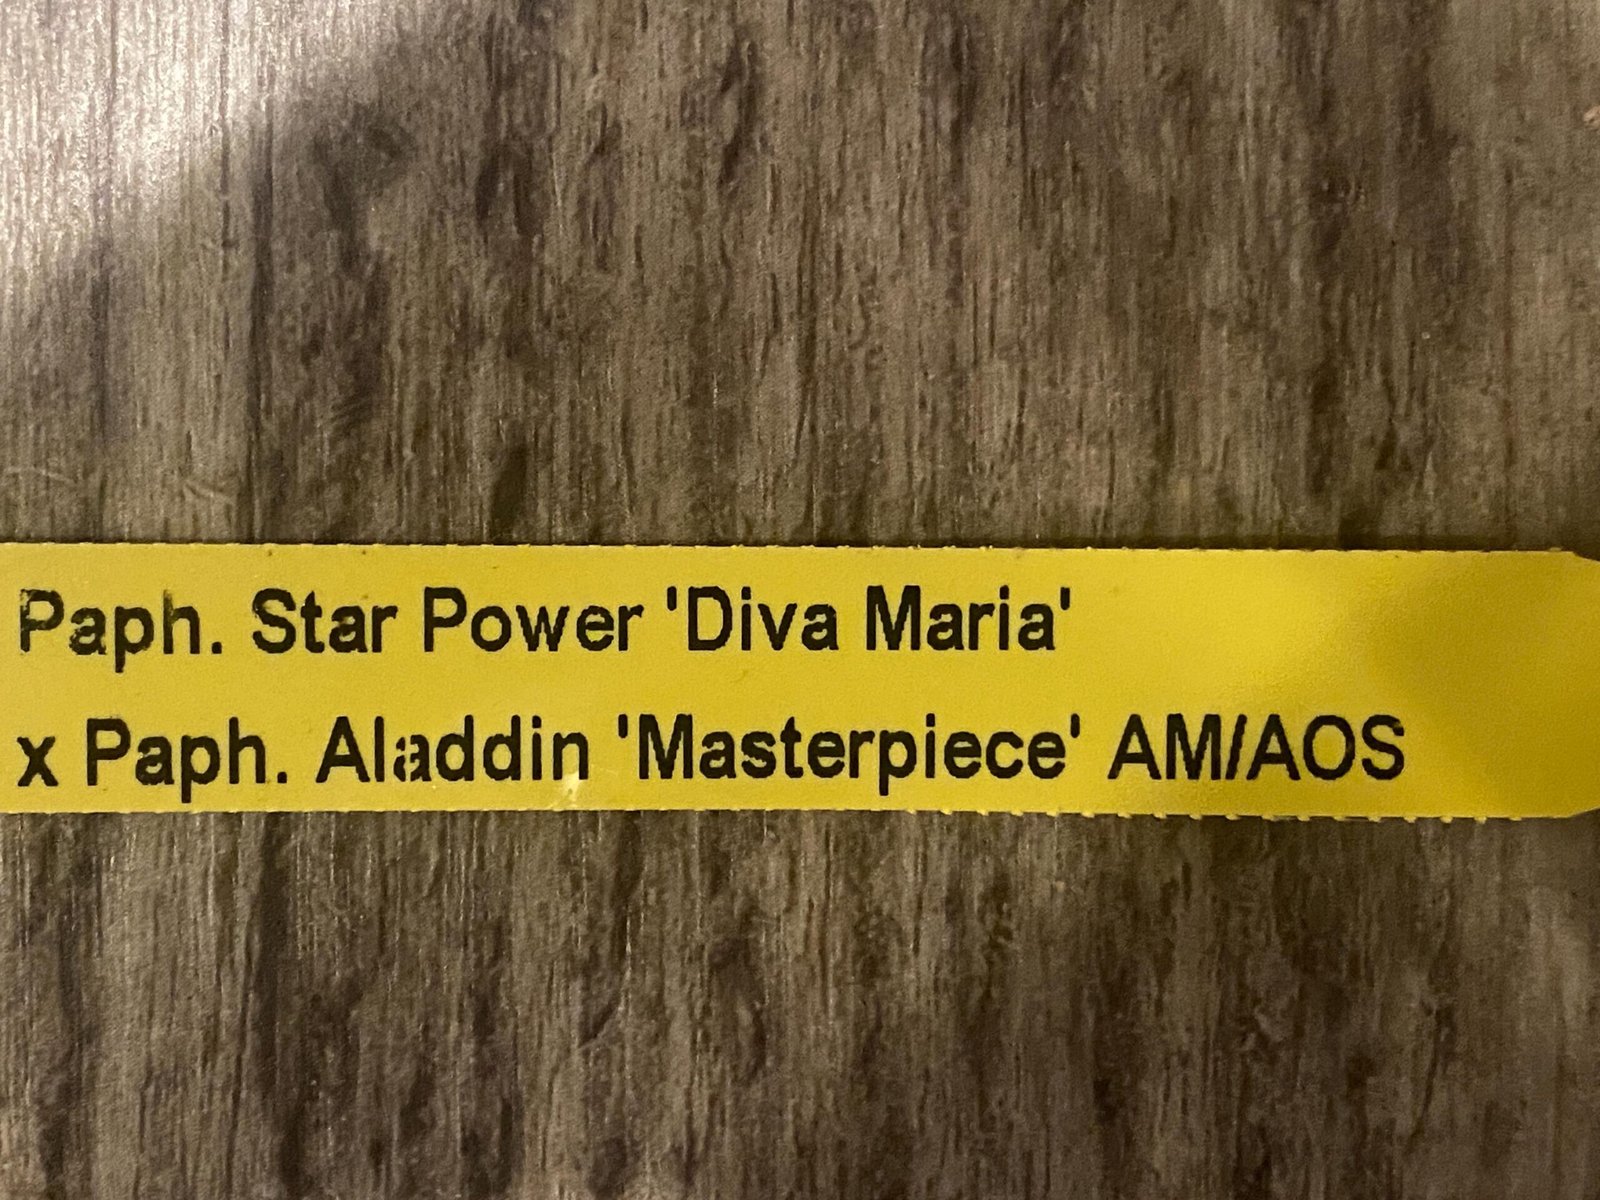 Paph. Star Power 'Diva Maria'
x Paph. Aladdin 'Masterpiece' AM/AOS